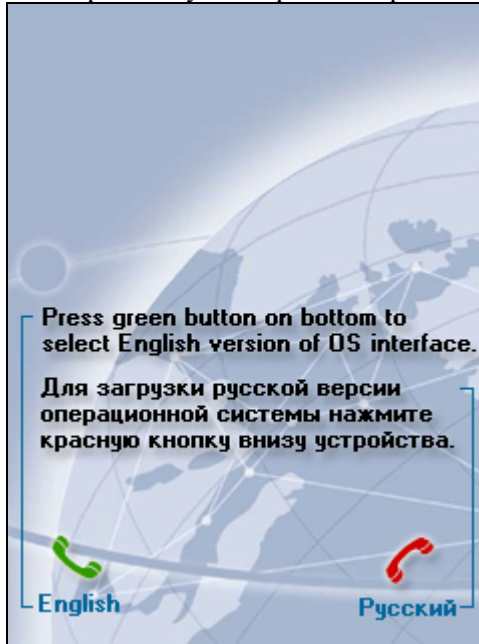 Press green button on bottom to
select English version of OS interface.
Для загрузки русской версии
операционной системы нажмите
красную кнопку внизу устройства.
English
Русский